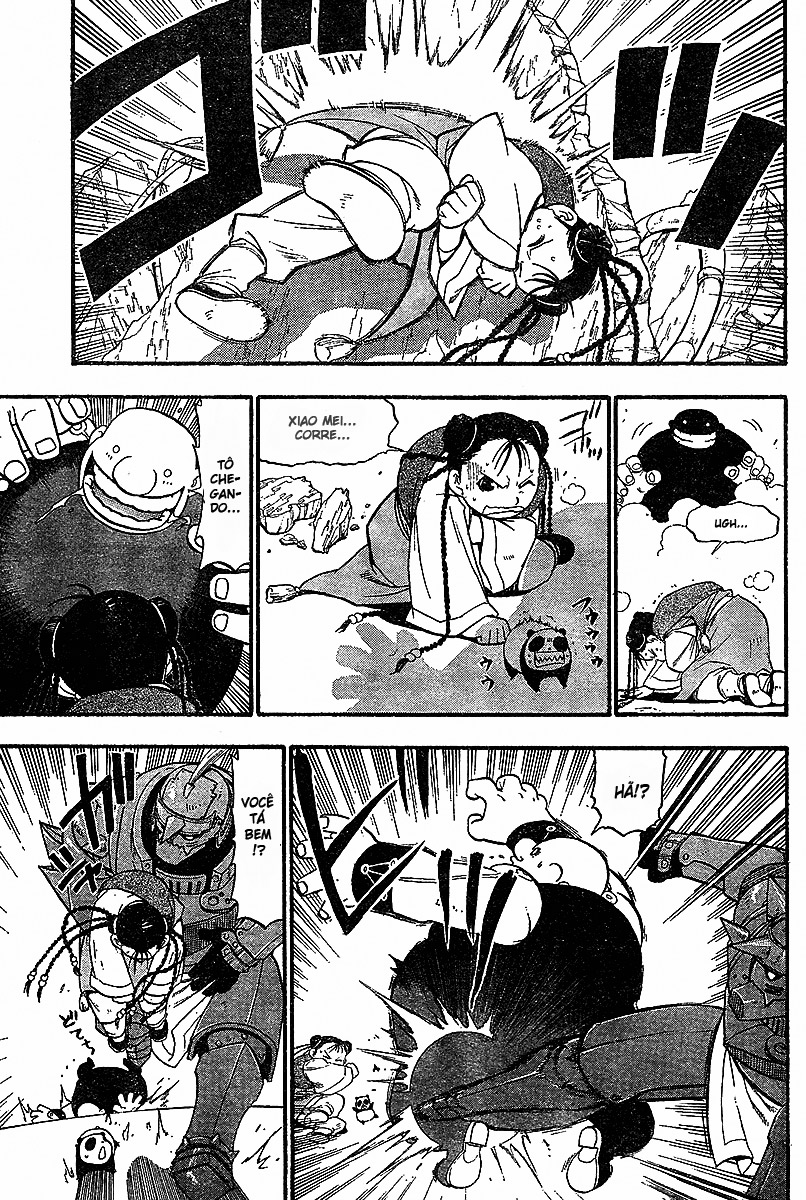 UGH...
XIAO MEI...
CORRE...
TÔ
CHE-
GAN-
DO...
HÃ!?
VOCÊ
TÁ
BEM
!?